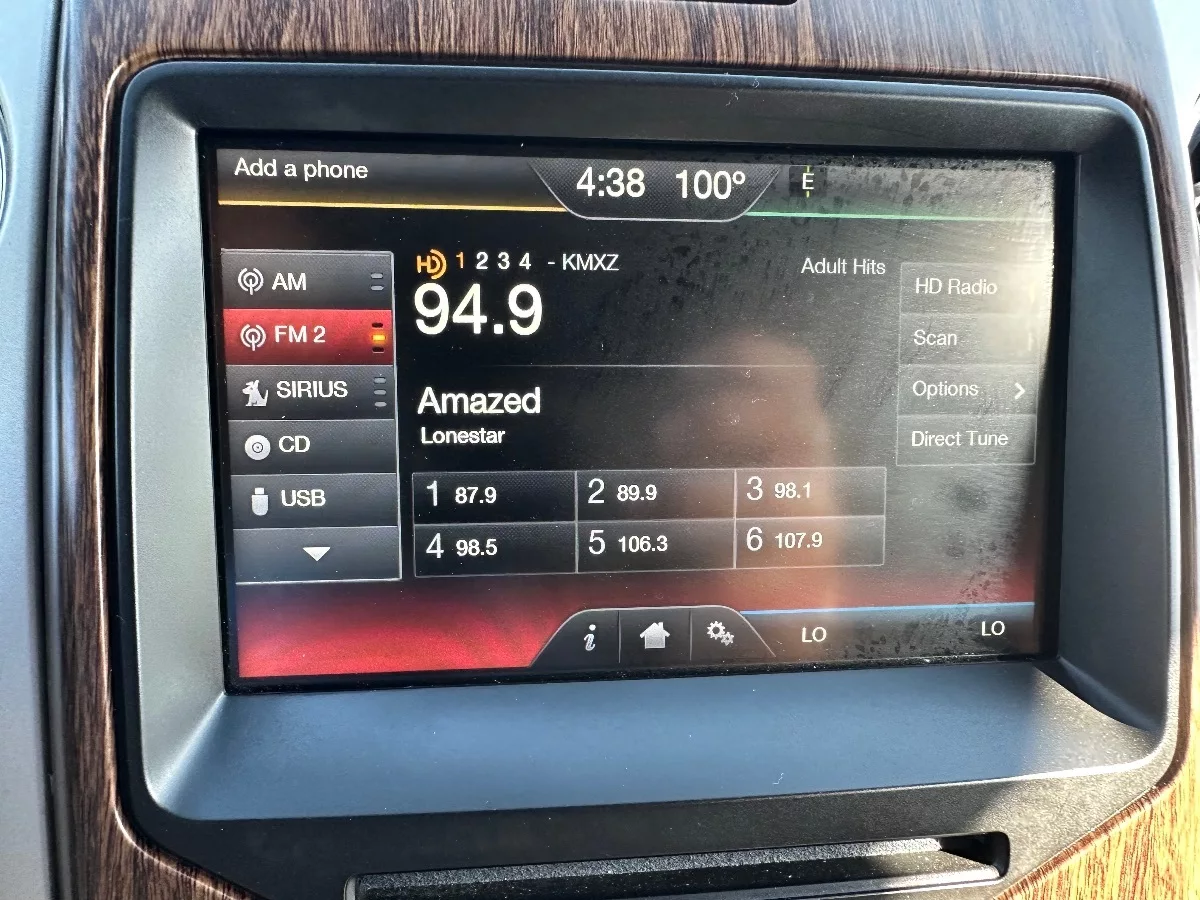 Add a phone
4:38 100° E
AM
FM 2
SIRIUS
CD
USB
HD 1 2 3 4 - KMXZ
94.9
Adult Hits
Amazed
Lonestar
1 87.9 2 89.9 3 98.1
4 98.5 5 106.3 6 107.9
HD Radio
Scan
Options
Direct Tune
i
LO LO